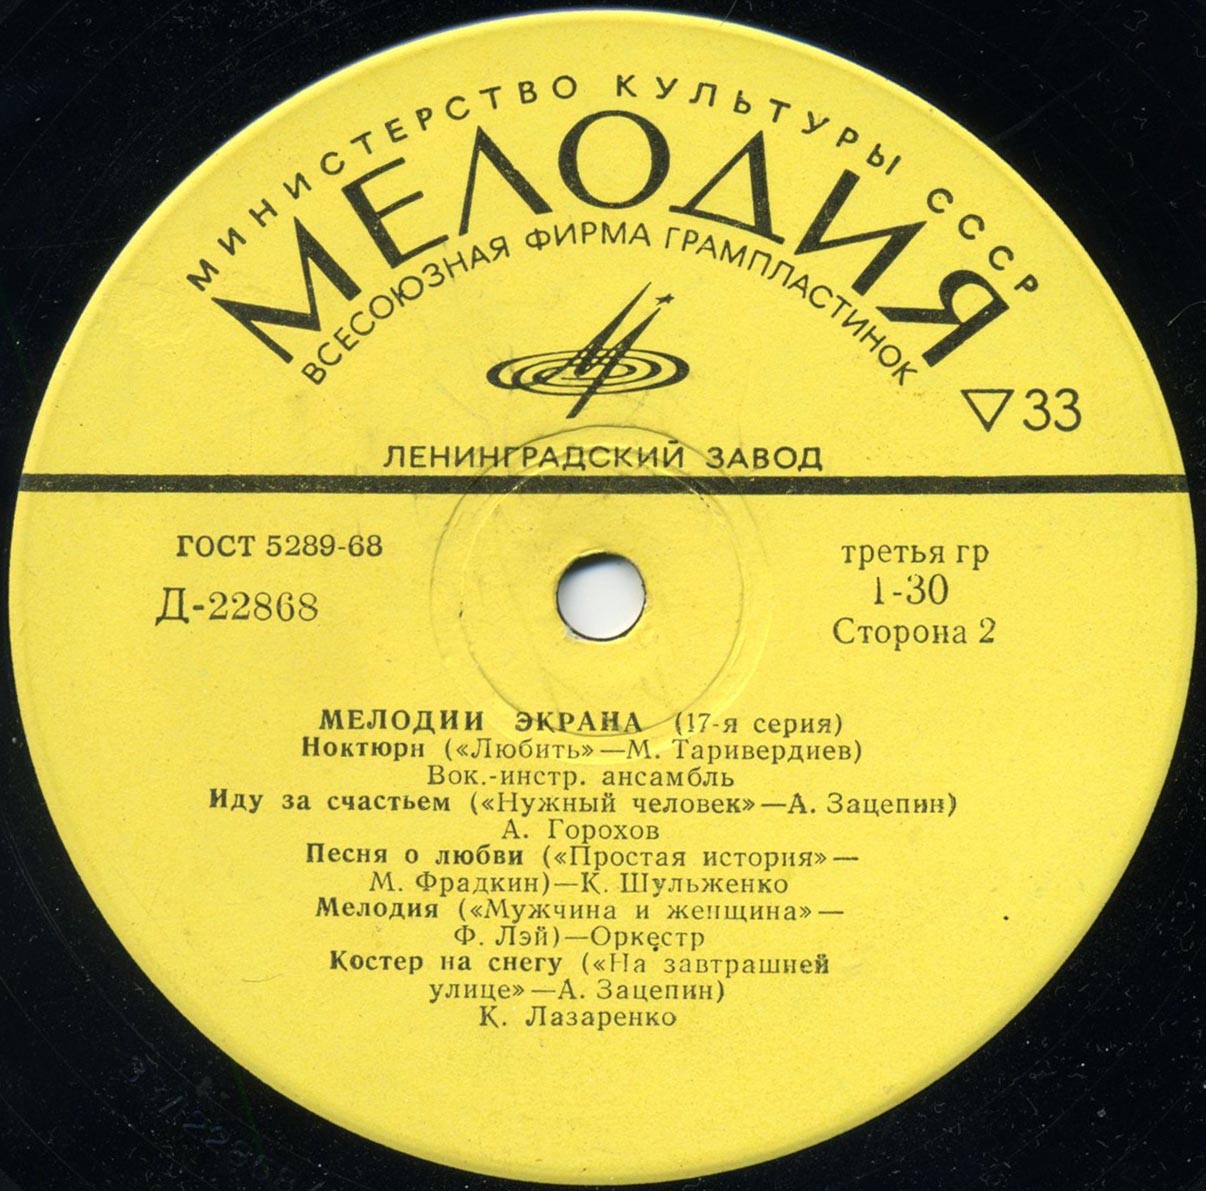 МИНИСТЕРСТВО КУЛЬТУРЫ СССР
МЕЛОДИЯ
ВСЕСОЮЗНАЯ ФИРМА ГРАМПЛАСТИНОК
33
ЛЕНИНГРАДСКИЙ ЗАВОД
ГОСТ 5289-68
Д-22868
третья гр
1-30
Сторона 2
МЕЛОДИИ ЭКРАНА (17-я серия)
Ноктюрн («Любить»—М. Таривердиев)
Вок.-инстр. ансамбль
Иду за счастьем («Нужный человек»—А. Зацепин)
А. Горохов
Песня о любви («Простая история»—
М. Фрадкин)—К. Шульженко
Мелодия («Мужчина и женщина»—
Ф. Лэй)—Оркестр
Костер на снегу («На завтрашней
улице»—А. Зацепин)
К. Лазаренко